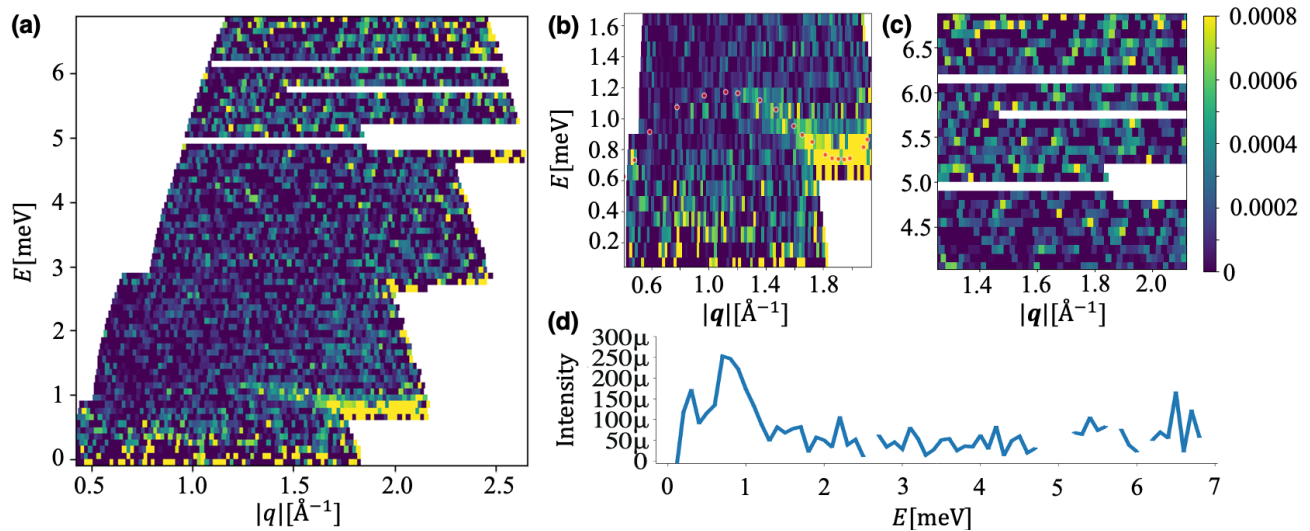 (a)
E[meV]
6
5
4
3
2
1
0
0.5 1.0 1.5 2.0 2.5
|q|[Å⁻¹]
(b)
E[meV]
1.6
1.4
1.2
1.0
0.8
0.6
0.4
0.2
0.6 1.0 1.4 1.8
|q|[Å⁻¹]
(c)
E[meV]
6.5
6.0
5.5
5.0
4.5
1.4 1.6 1.8 2.0
|q|[Å⁻¹]
0.0008
0.0006
0.0004
0.0002
0
(d)
Intensity
300μ
250μ
200μ
150μ
100μ
50μ
0
0 1 2 3 4 5 6 7
E[meV]